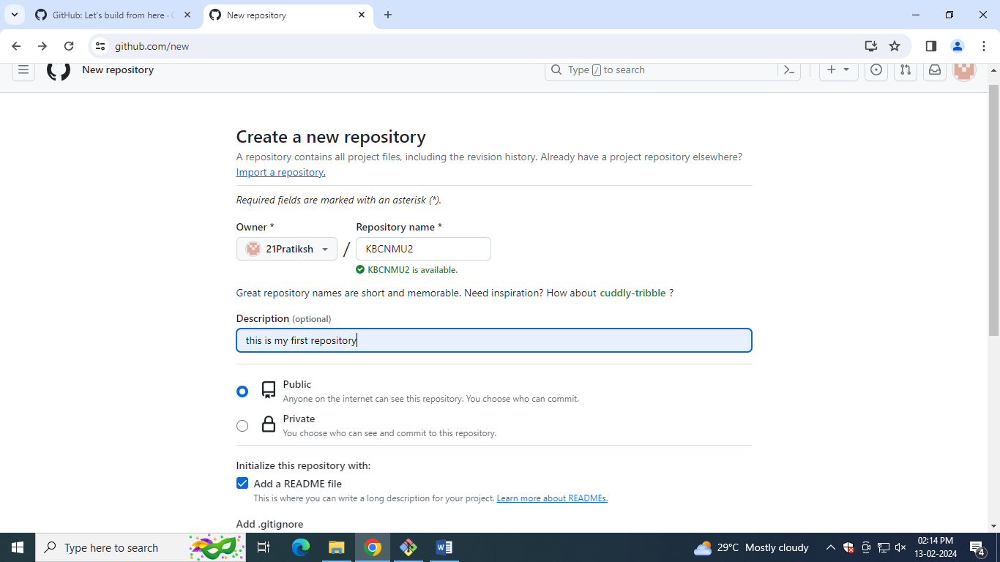 GitHub: Let's build from here ·
New repository
github.com/new
New repository
Type / to search
Create a new repository
A repository contains all project files, including the revision history. Already have a project repository elsewhere?
Import a repository.
Required fields are marked with an asterisk (*).
Owner *
Repository name *
21Pratiksh
/
KBCNMU2
KBCNMU2 is available.
Great repository names are short and memorable. Need inspiration? How about cuddly-tribble ?
Description (optional)
this is my first repository
Public
Anyone on the internet can see this repository. You choose who can commit.
Private
You choose who can see and commit to this repository.
Initialize this repository with:
Add a README file
This is where you can write a long description for your project. Learn more about READMEs.
Add .gitignore
Type here to search
29°C Mostly cloudy
02:14 PM
13-02-2024
4